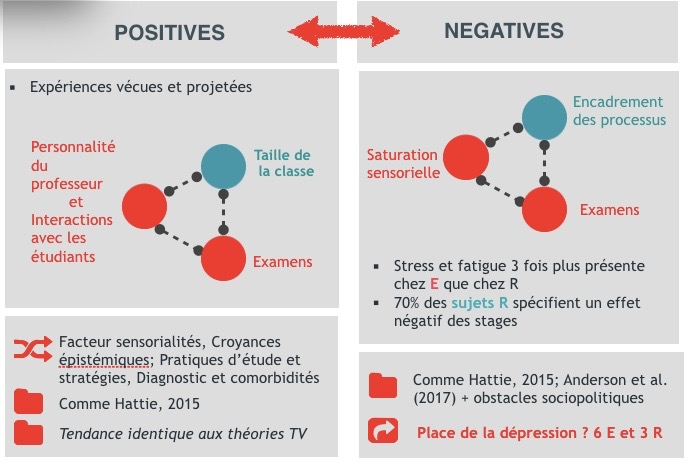 POSITIVES
Expériences vécues et projetées
Personnalité
du
professeur
et
Interactions
avec les
étudiants
Taille de
la classe
Examens
Facteur sensorialités, Croyances
épistémiques; Pratiques d'étude et
stratégies, Diagnostic et comorbidités
Comme Hattie, 2015
Tendance identique aux théories TV
NEGATIVES
Encadrement
des processus
Saturation
sensorielle
Examens
Stress et fatigue 3 fois plus présente
chez E que chez R
70% des sujets R spécifient un effet
négatif des stages
Comme Hattie, 2015; Anderson et al.
(2017) + obstacles sociopolitiques
Place de la dépression ? 6 E et 3 R